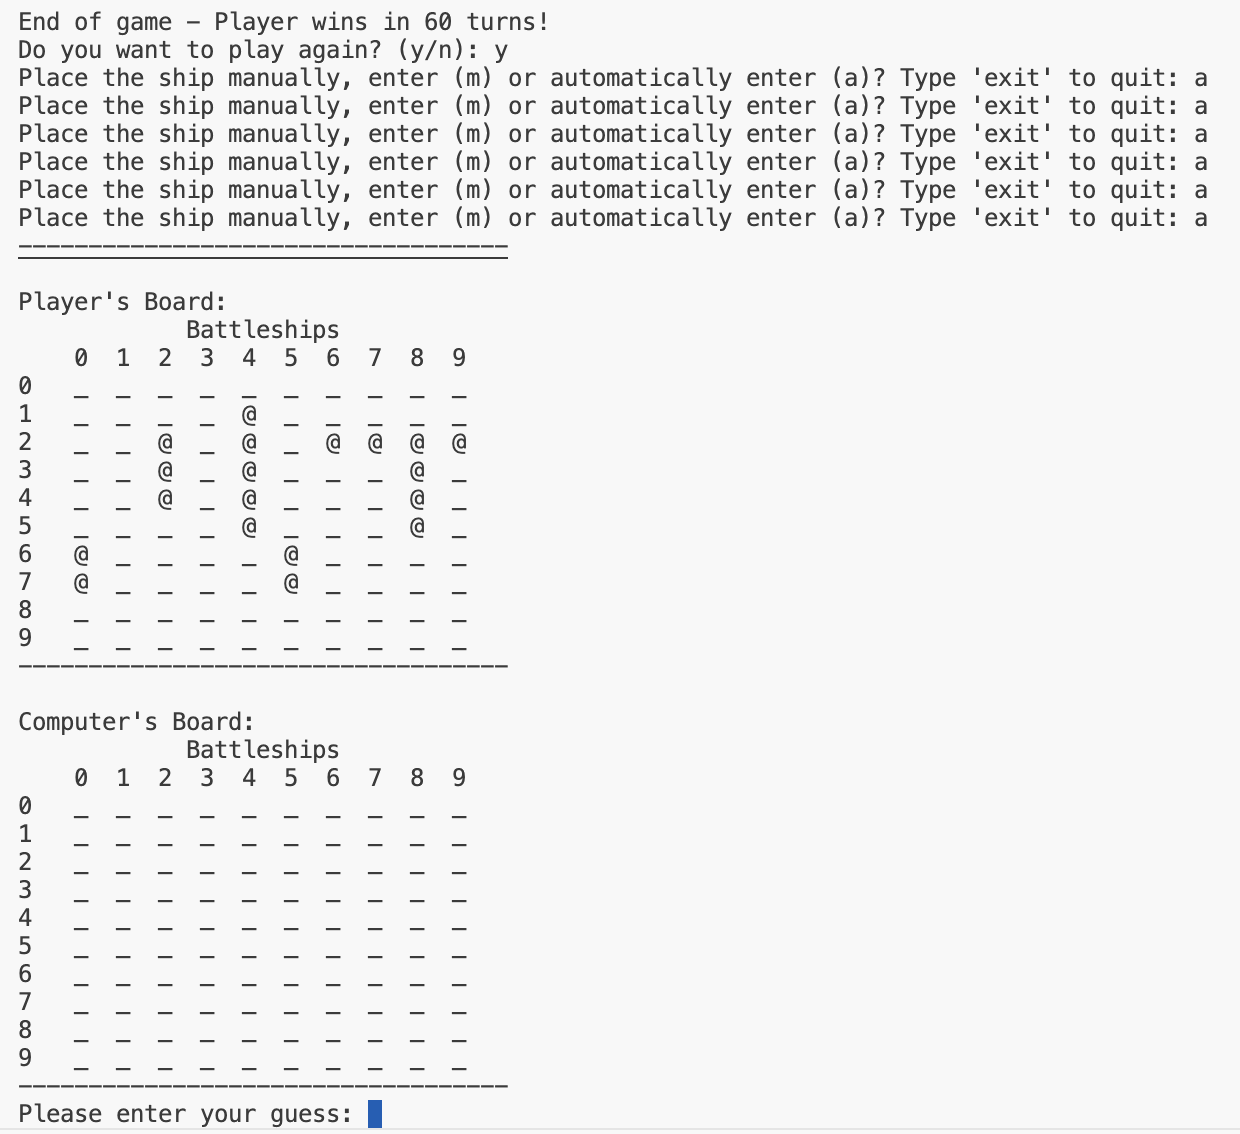 End of game – Player wins in 60 turns!
Do you want to play again? (y/n): y
Place the ship manually, enter (m) or automatically enter (a)? Type 'exit' to quit: a
Place the ship manually, enter (m) or automatically enter (a)? Type 'exit' to quit: a
Place the ship manually, enter (m) or automatically enter (a)? Type 'exit' to quit: a
Place the ship manually, enter (m) or automatically enter (a)? Type 'exit' to quit: a
Place the ship manually, enter (m) or automatically enter (a)? Type 'exit' to quit: a
Place the ship manually, enter (m) or automatically enter (a)? Type 'exit' to quit: a
-----------------------------------
___________________________________
Player's Board:
            Battleships
    0  1  2  3  4  5  6  7  8  9
0   _  _  _  _  _  _  _  _  _  _
1   _  _  _  _  @  _  _  _  _  _
2   _  _  @  _  @  _  @  @  @  @
3   _  _  @  _  @  _  _  _  @  _
4   _  _  @  _  @  _  _  _  @  _
5   _  _  _  _  @  _  _  _  @  _
6   @  _  _  _  _  @  _  _  _  _
7   @  _  _  _  _  @  _  _  _  _
8   _  _  _  _  _  _  _  _  _  _
9   _  _  _  _  _  _  _  _  _  _
-----------------------------------
Computer's Board:
            Battleships
    0  1  2  3  4  5  6  7  8  9
0   _  _  _  _  _  _  _  _  _  _
1   _  _  _  _  _  _  _  _  _  _
2   _  _  _  _  _  _  _  _  _  _
3   _  _  _  _  _  _  _  _  _  _
4   _  _  _  _  _  _  _  _  _  _
5   _  _  _  _  _  _  _  _  _  _
6   _  _  _  _  _  _  _  _  _  _
7   _  _  _  _  _  _  _  _  _  _
8   _  _  _  _  _  _  _  _  _  _
9   _  _  _  _  _  _  _  _  _  _
-----------------------------------
Please enter your guess: